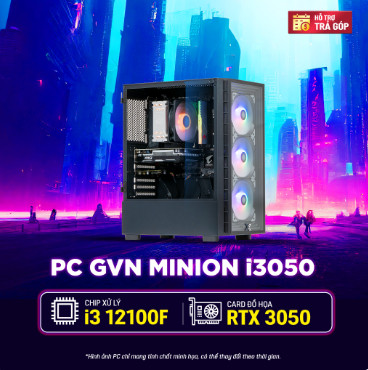 HỖ TRỢ
TRẢ GÓP
PC GVN MINION i3050
CHIP XỬ LÝ
i3 12100F
CARD ĐỒ HỌA
RTX 3050
*Hình ảnh PC chỉ mang tính chất minh họa, có thể thay đổi theo thời gian.